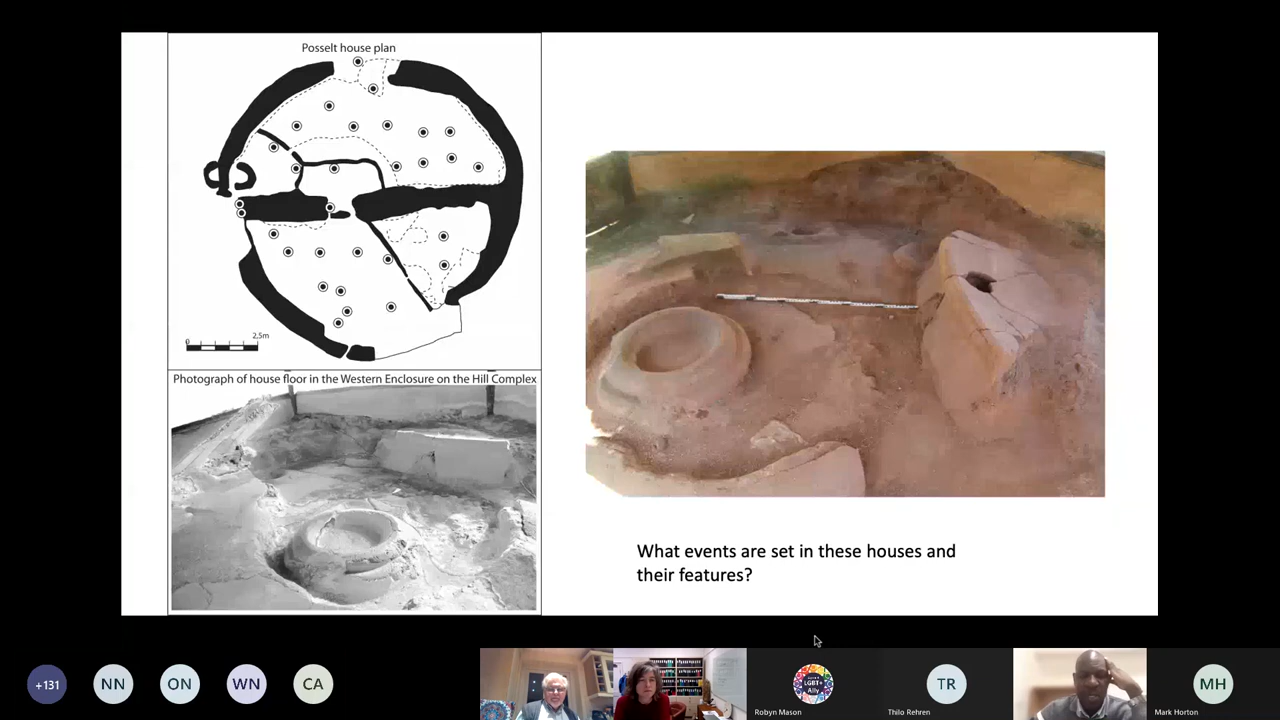 Posselt house plan
0
2,5m
Photograph of house floor in the Western Enclosure on the Hill Complex
What events are set in these houses and
their features?
+131
NN
ON
WN
CA
Robyn Mason
TR
Thilo Rehren
MH
Mark Horton